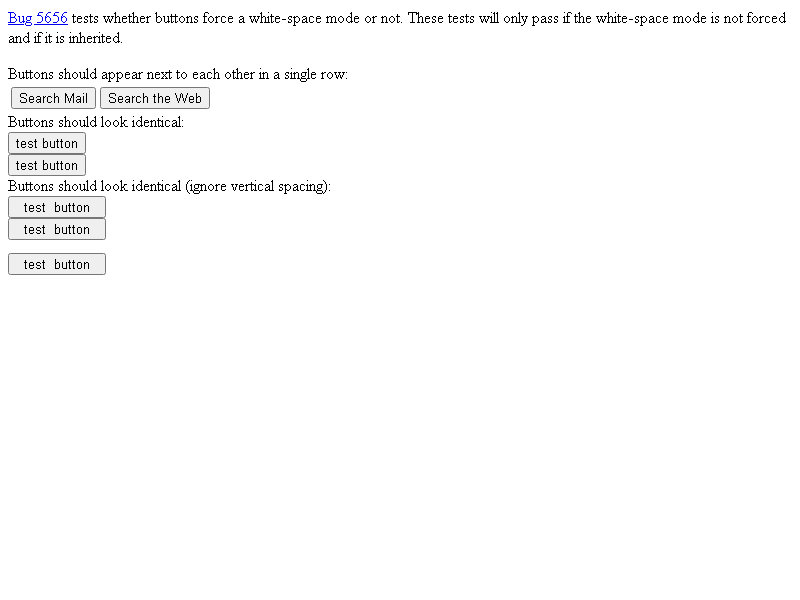 Bug 5656 tests whether buttons force a white-space mode or not. These tests will only pass if the white-space mode is not forced
and if it is inherited.
Buttons should appear next to each other in a single row:
Search Mail Search the Web
Buttons should look identical:
test button
test button
Buttons should look identical (ignore vertical spacing):
test  button
test  button
test  button